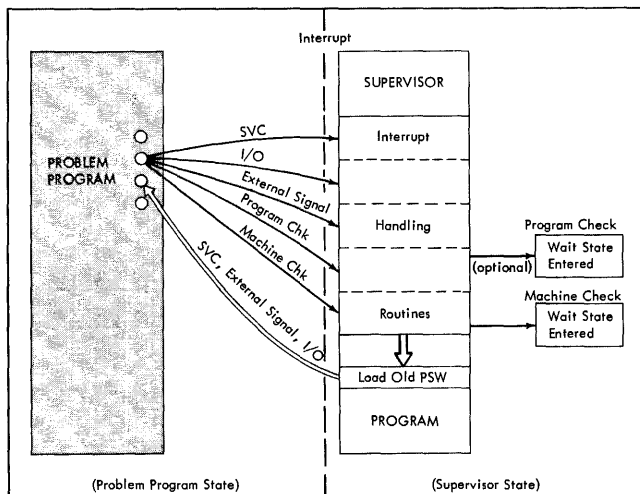 Interrupt
SUPERVISOR
PROBLEM
PROGRAM
SVC
I/O
External Signal
Program Chk
Machine Chk
SVC, External Signal, I/O
Interrupt
Handling
Routines
Load Old PSW
PROGRAM
Program Check
Wait State
Entered
(optional)
Machine Check
Wait State
Entered
(Problem Program State)
(Supervisor State)